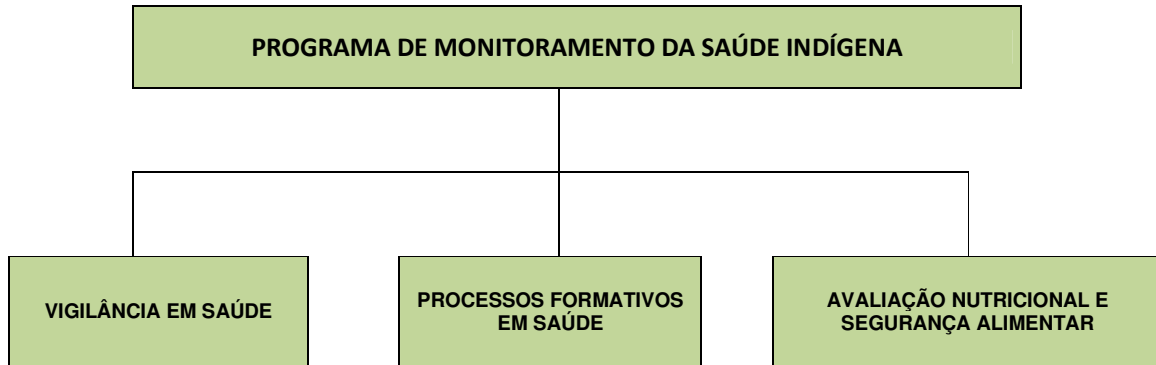 PROGRAMA DE MONITORAMENTO DA SAÚDE INDÍGENA
VIGILÂNCIA EM SAÚDE
PROCESSOS FORMATIVOS
EM SAÚDE
AVALIAÇÃO NUTRICIONAL E
SEGURANÇA ALIMENTAR